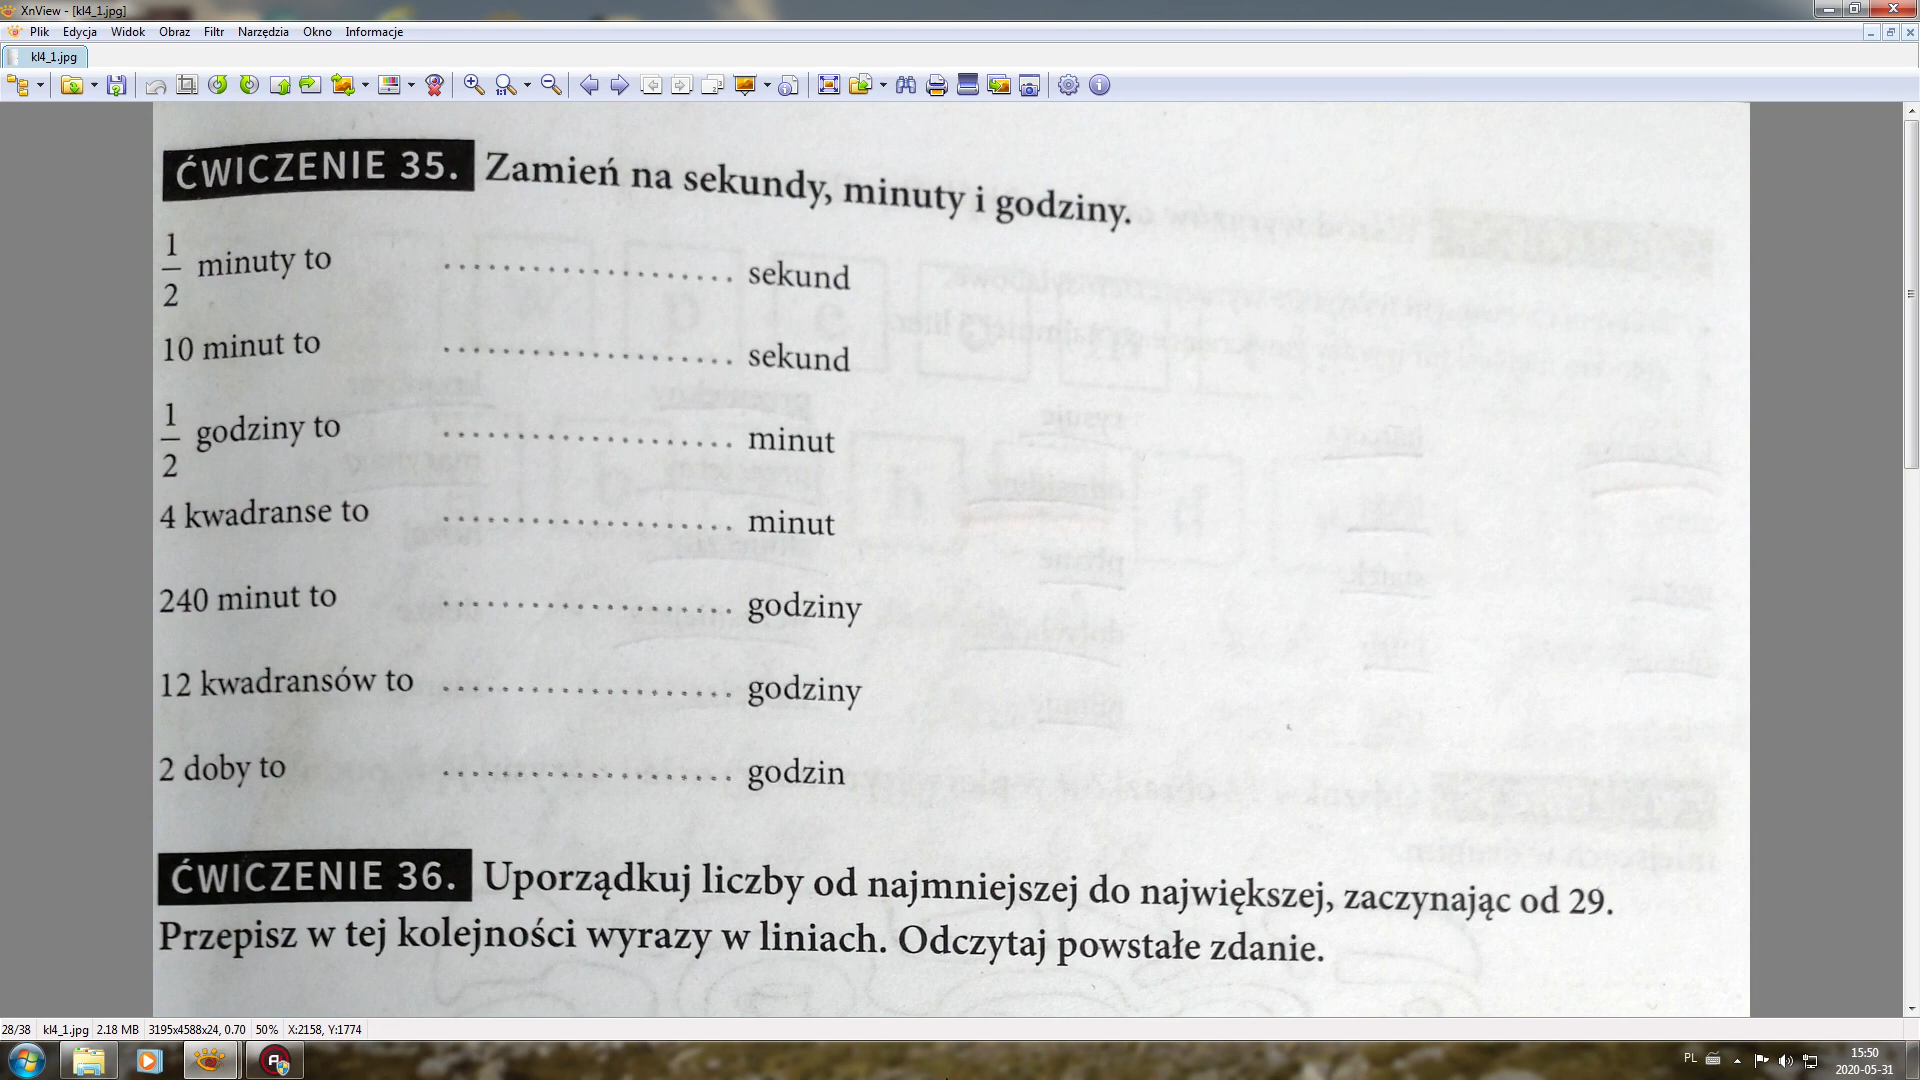 XnView - [kl4_1.jpg]
Plik Edycja Widok Obraz Filtr Narzędzia Okno Informacje
kl4_1.jpg
ĆWICZENIE 35. Zamień na sekundy, minuty i godziny.
1/2 minuty to .................... sekund
10 minut to .................... sekund
1/2 godziny to .................... minut
4 kwadranse to .................... minut
240 minut to .................... godziny
12 kwadransów to .................... godziny
2 doby to .................... godzin
ĆWICZENIE 36. Uporządkuj liczby od najmniejszej do największej, zaczynając od 29.
Przepisz w tej kolejności wyrazy w liniach. Odczytaj powstałe zdanie.
28/38 kl4_1.jpg 2.18 MB 3195x4588x24, 0.70 50% X:2158, Y:1774
PL 15:50
2020-05-31